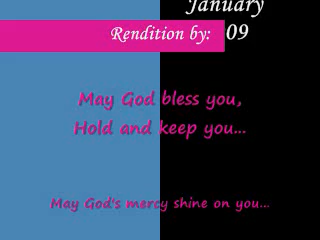 January
Rendition by: 09
May God bless you,
Hold and keep you...
May God's mercy shine on you...